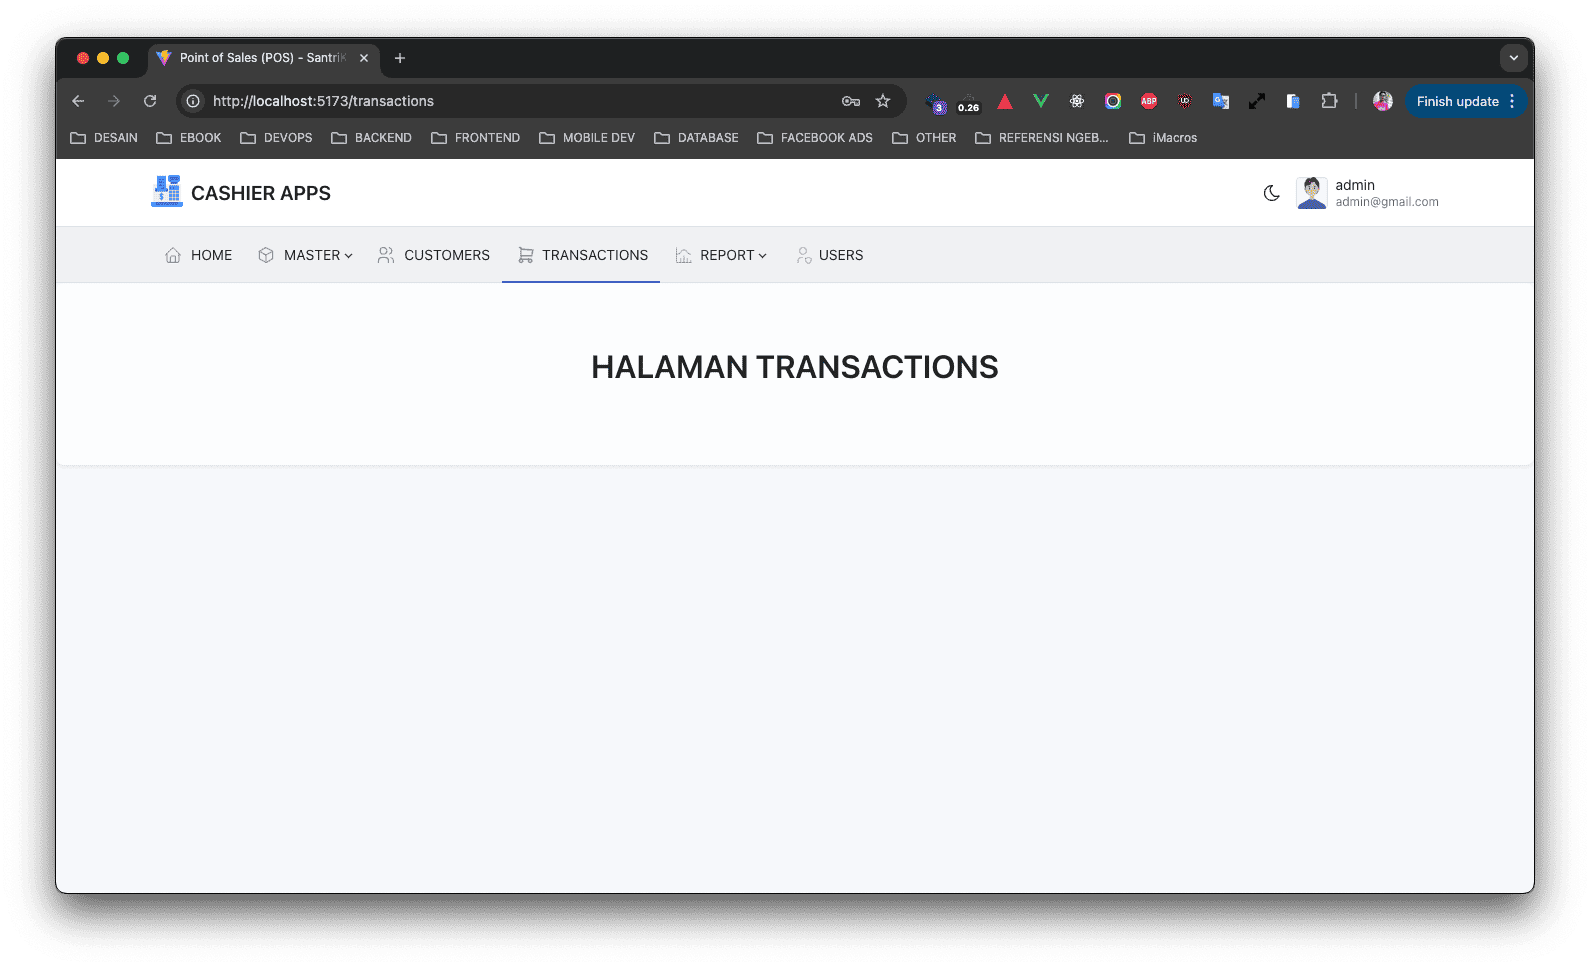 Point of Sales (POS) - Santri
http://localhost:5173/transactions
3
0.26
ABP
Finish update
DESAIN EBOOK DEVOPS BACKEND FRONTEND MOBILE DEV DATABASE FACEBOOK ADS OTHER REFERENSI NGEB... iMacros
CASHIER APPS
admin
admin@gmail.com
HOME MASTER CUSTOMERS TRANSACTIONS REPORT USERS
HALAMAN TRANSACTIONS